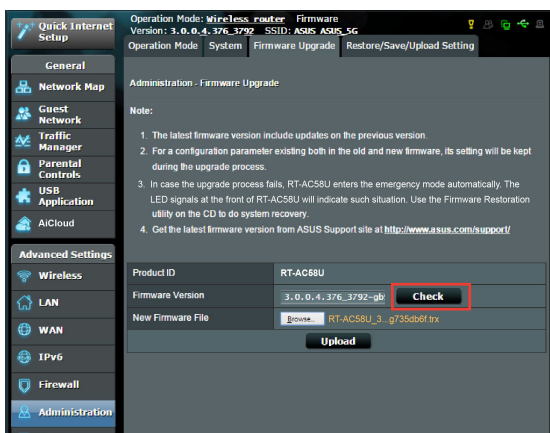 Quick Internet
Setup
General
Network Map
Guest
Network
Traffic
Manager
Parental
Controls
USB
Application
AiCloud
Advanced Settings
Wireless
LAN
WAN
IPv6
Firewall
Administration
Operation Mode: Wireless router Firmware
Version: 3.0.0.4.376_3792 SSID: ASUS ASUS_5G
Operation Mode System Firmware Upgrade Restore/Save/Upload Setting
Administration - Firmware Upgrade
Note:
1. The latest firmware version include updates on the previous version.
2. For a configuration parameter existing both in the old and new firmware, its setting will be kept
during the upgrade process.
3. In case the upgrade process fails, RT-AC58U enters the emergency mode automatically. The
LED signals at the front of RT-AC58U will indicate such situation. Use the Firmware Restoration
utility on the CD to do system recovery.
4. Get the latest firmware version from ASUS Support site at http://www.asus.com/support/
Product ID RT-AC58U
Firmware Version 3.0.0.4.376_3792-gb Check
New Firmware File Browse... RT-AC58U_3...g735db6f.trx
Upload